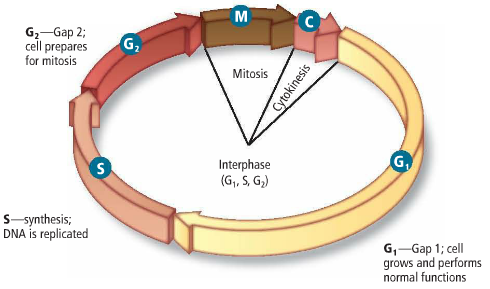 G₂—Gap 2;
cell prepares
for mitosis
G₂
M
C
Mitosis
Cytokinesis
Interphase
(G₁, S, G₂)
S
G₁
S—synthesis;
DNA is replicated
G₁—Gap 1; cell
grows and performs
normal functions